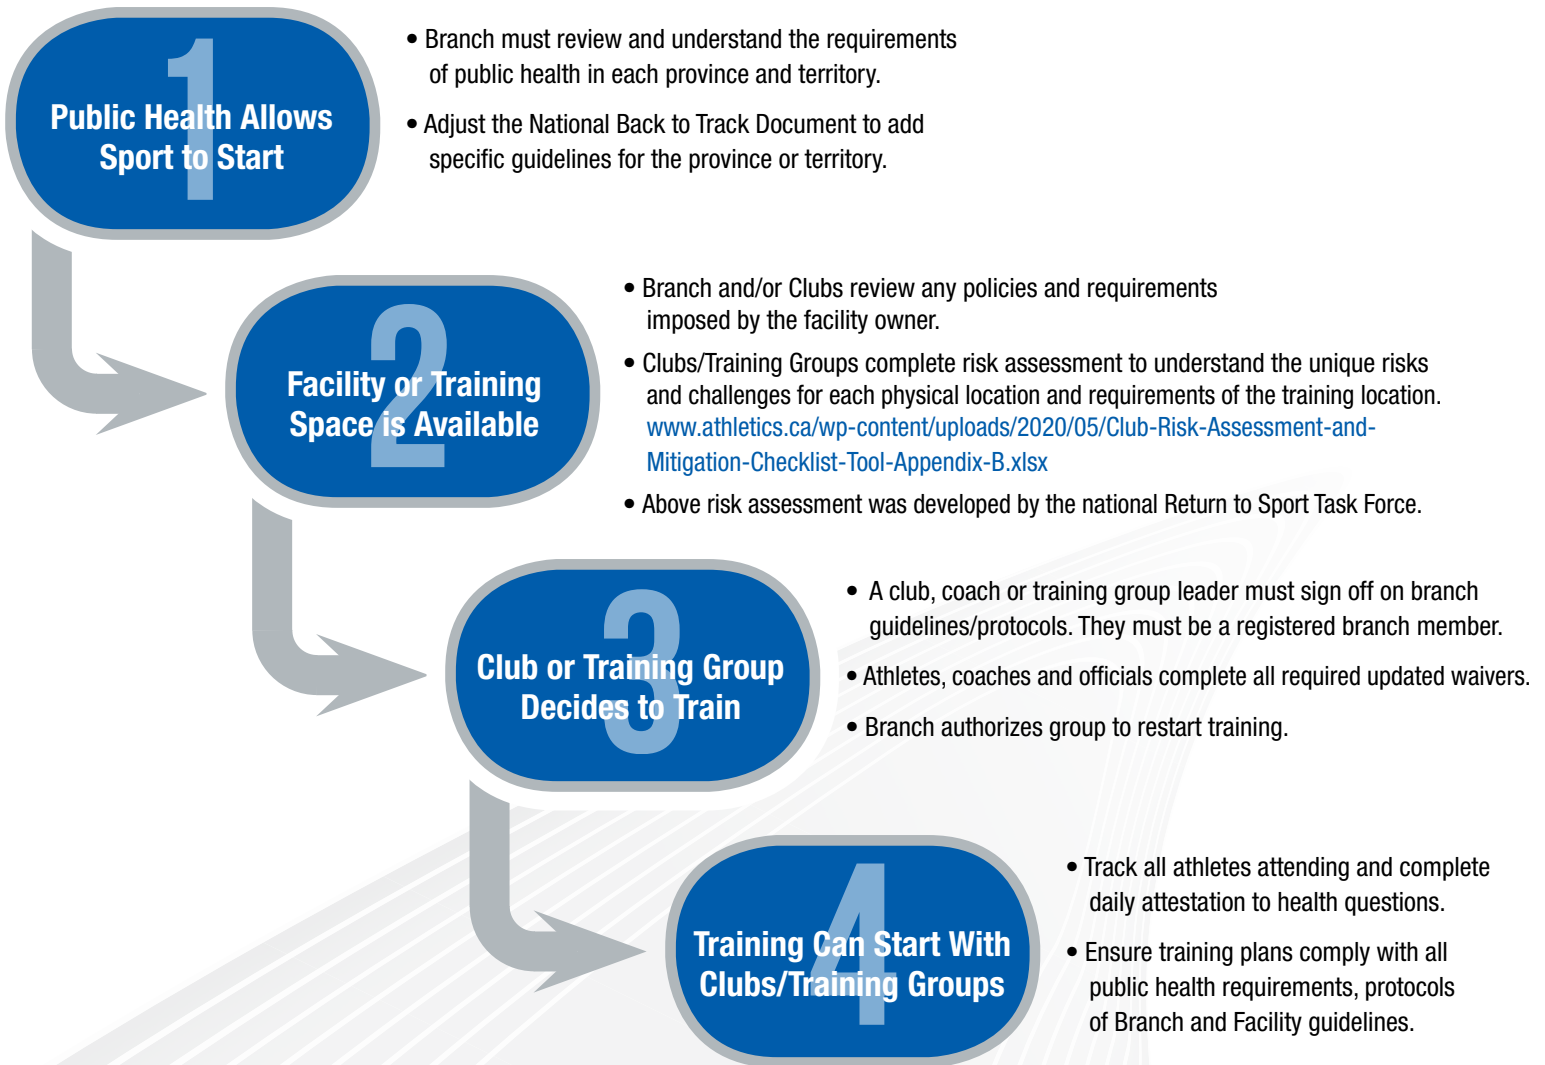 1
Public Health Allows
Sport to Start
• Branch must review and understand the requirements
of public health in each province and territory.
• Adjust the National Back to Track Document to add
specific guidelines for the province or territory.
2
Facility or Training
Space is Available
• Branch and/or Clubs review any policies and requirements
imposed by the facility owner.
• Clubs/Training Groups complete risk assessment to understand the unique risks
and challenges for each physical location and requirements of the training location.
www.athletics.ca/wp-content/uploads/2020/05/Club-Risk-Assessment-and-
Mitigation-Checklist-Tool-Appendix-B.xlsx
• Above risk assessment was developed by the national Return to Sport Task Force.
3
Club or Training Group
Decides to Train
• A club, coach or training group leader must sign off on branch
guidelines/protocols. They must be a registered branch member.
• Athletes, coaches and officials complete all required updated waivers.
• Branch authorizes group to restart training.
4
Training Can Start With
Clubs/Training Groups
• Track all athletes attending and complete
daily attestation to health questions.
• Ensure training plans comply with all
public health requirements, protocols
of Branch and Facility guidelines.